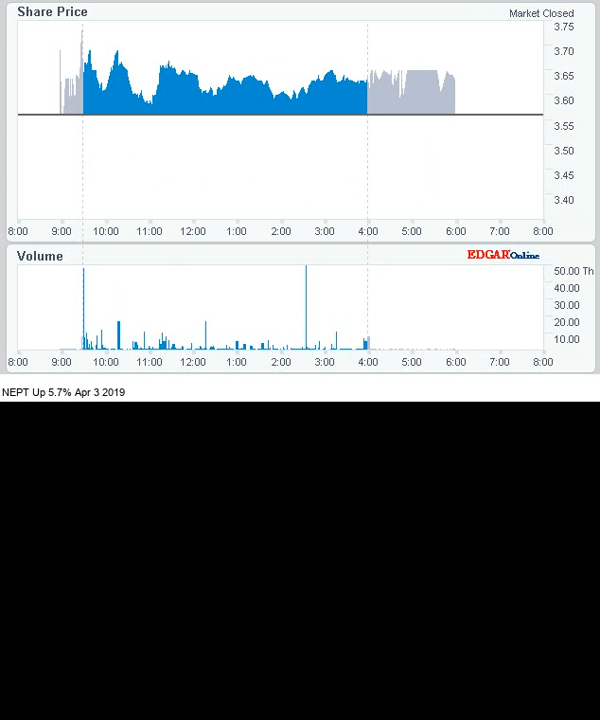 Share Price
Market Closed
3.75
3.70
3.65
3.60
3.55
3.50
3.45
3.40
8:00 9:00 10:00 11:00 12:00 1:00 2:00 3:00 4:00 5:00 6:00 7:00 8:00
Volume
EDGAR Online
50.00 Th
40.00
30.00
20.00
10.00
8:00 9:00 10:00 11:00 12:00 1:00 2:00 3:00 4:00 5:00 6:00 7:00 8:00
NEPT Up 5.7% Apr 3 2019